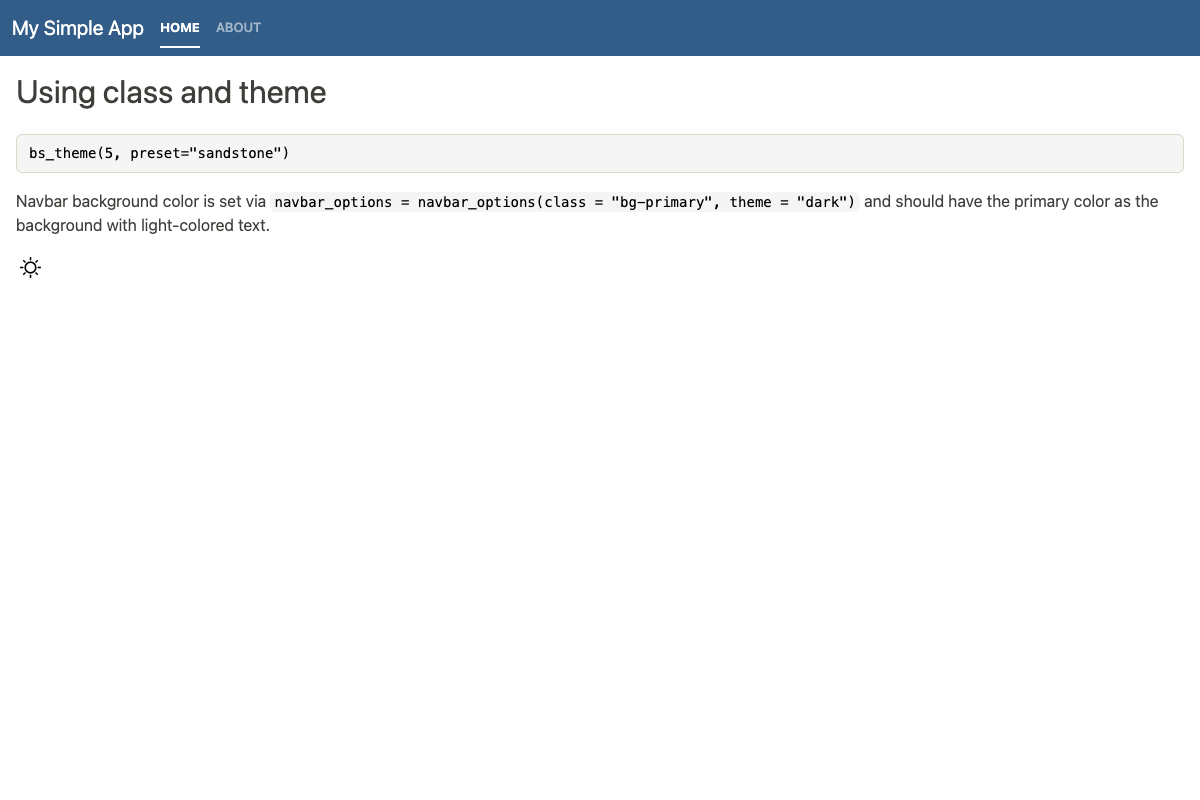 My Simple App HOME ABOUT
Using class and theme
bs_theme(5, preset="sandstone")
Navbar background color is set via navbar_options = navbar_options(class = "bg-primary", theme = "dark") and should have the primary color as the
background with light-colored text.